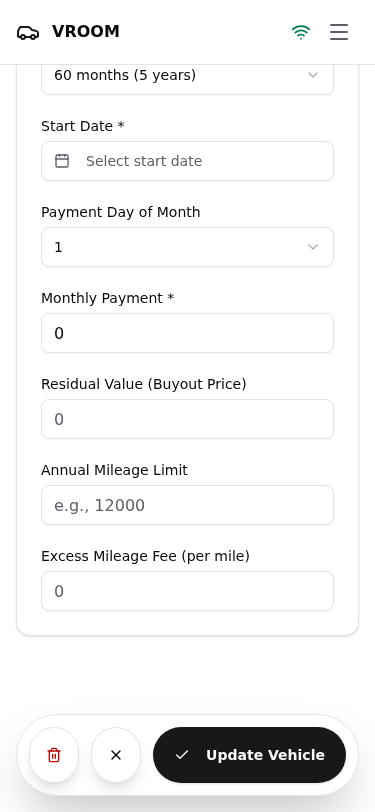 VROOM
60 months (5 years)
Start Date *
Select start date
Payment Day of Month
1
Monthly Payment *
0
Residual Value (Buyout Price)
0
Annual Mileage Limit
e.g., 12000
Excess Mileage Fee (per mile)
0
Update Vehicle